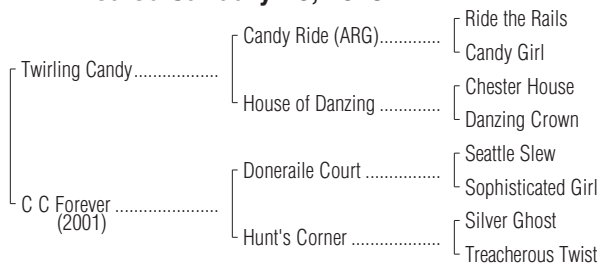 Ride the Rails
Candy Ride (ARG).............
Candy Girl
Twirling Candy..................
Chester House
House of Danzing .............
Danzing Crown
Seattle Slew
Doneraile Court ................
Sophisticated Girl
C C Forever ......................
(2001)
Silver Ghost
Hunt's Corner ...................
Treacherous Twist